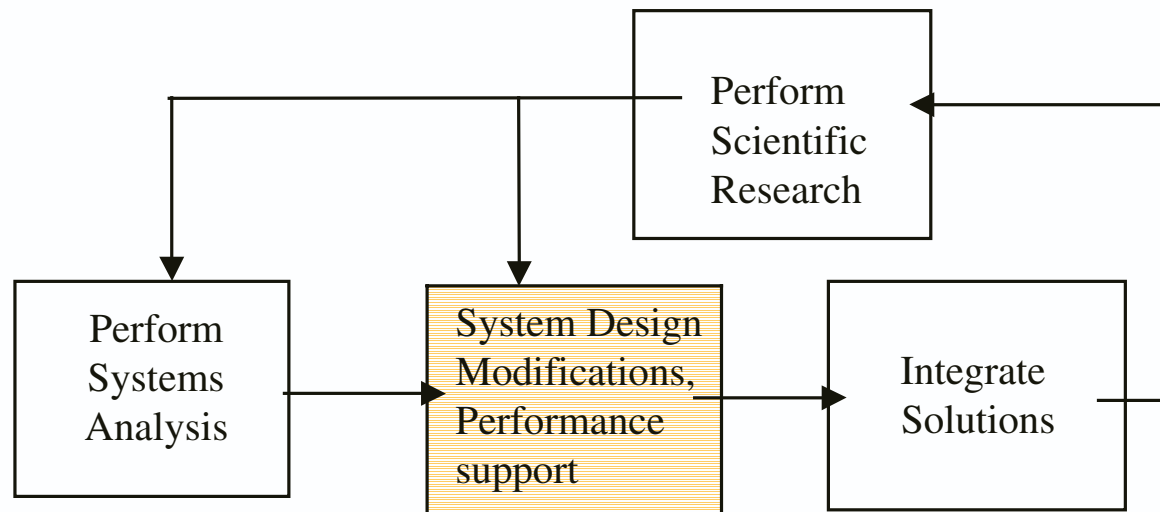 Perform
Scientific
Research
Perform
Systems
Analysis
System Design
Modifications,
Performance
support
Integrate
Solutions